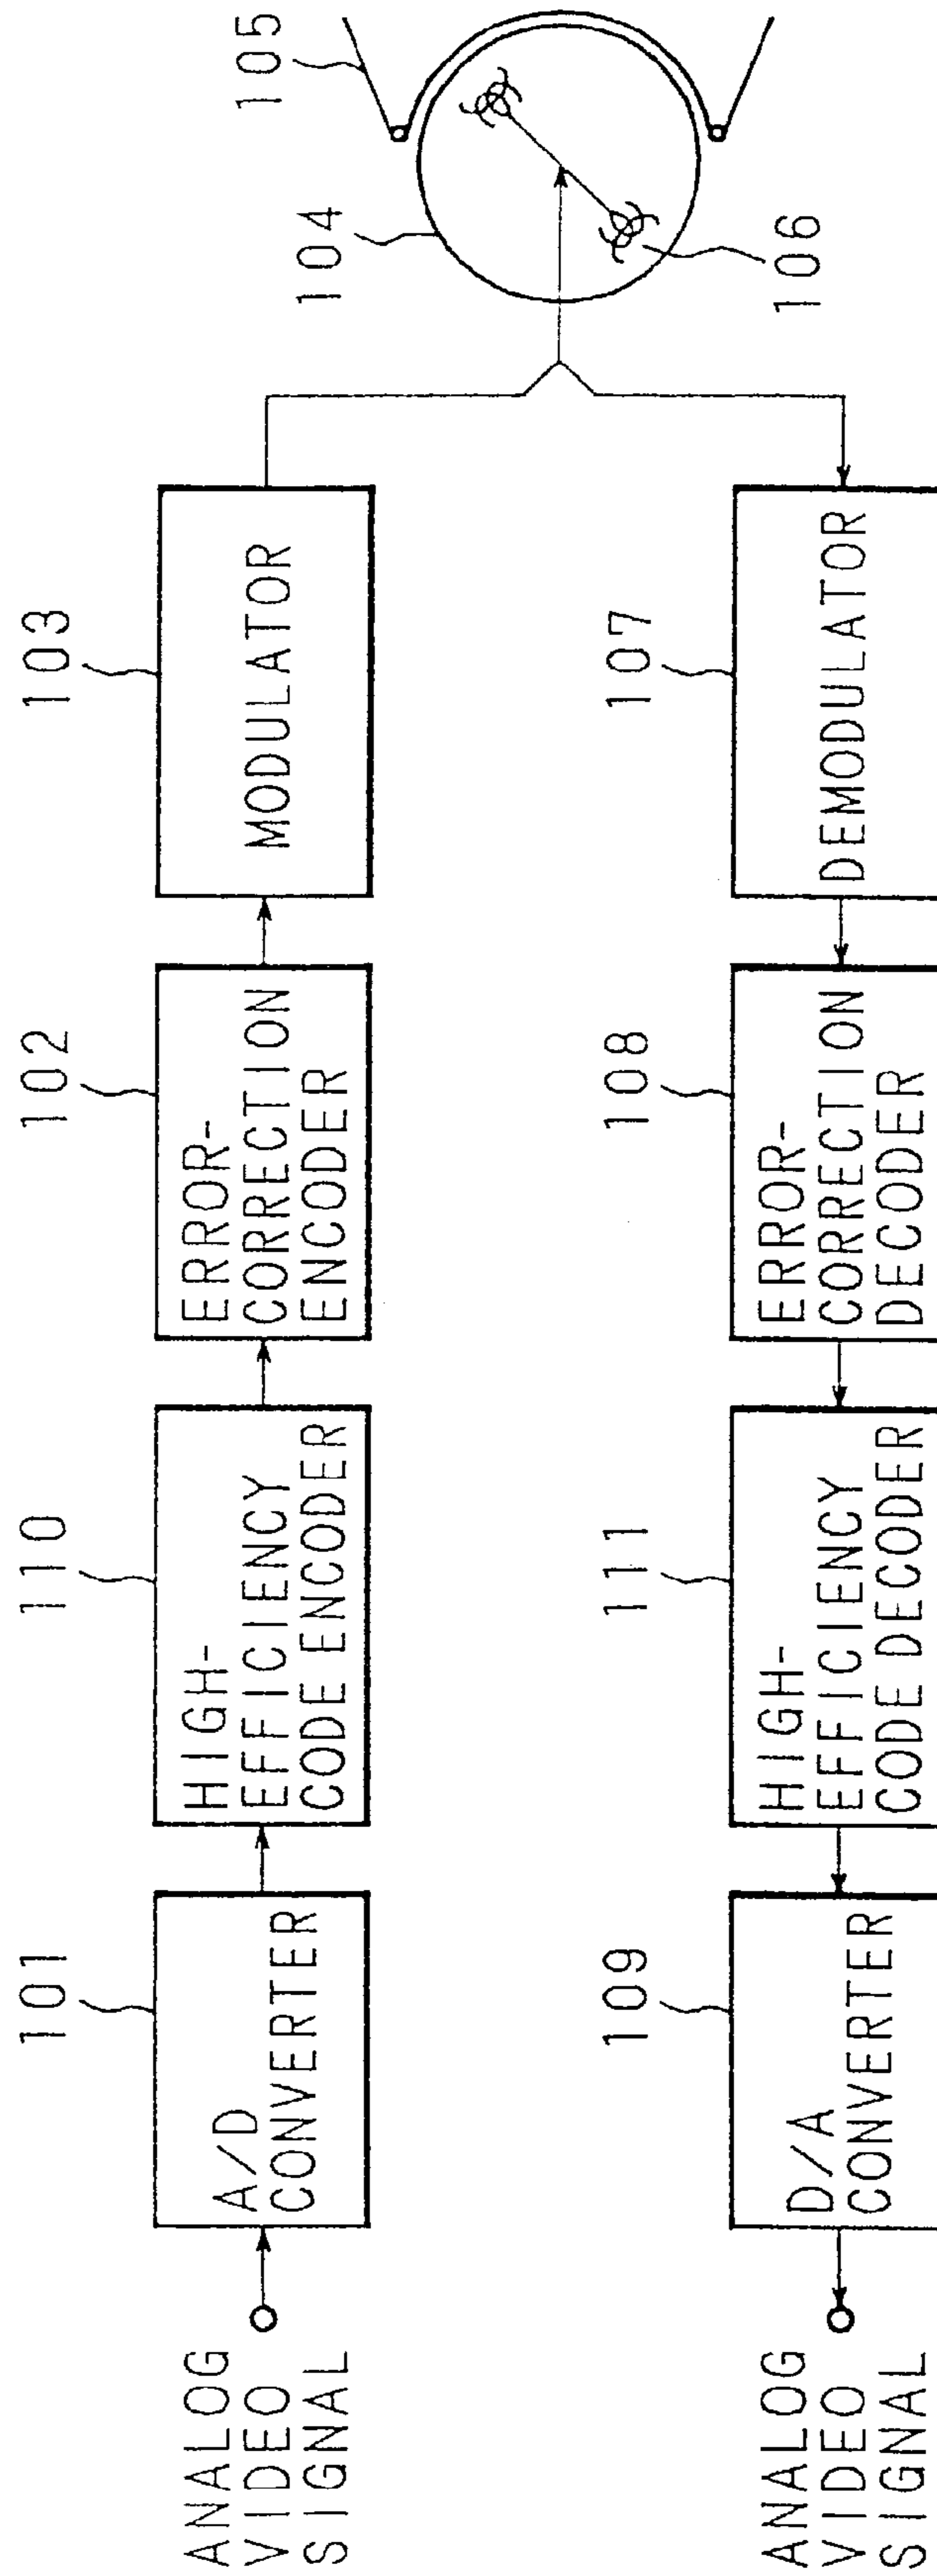 101
110
102
103
104
105
ANALOG
VIDEO
SIGNAL
A/D
CONVERTER
HIGH-
EFFICIENCY
CODE ENCODER
ERROR-
CORRECTION
ENCODER
MODULATOR
106
109
111
108
107
ANALOG
VIDEO
SIGNAL
D/A
CONVERTER
HIGH-
EFFICIENCY
CODE DECODER
ERROR-
CORRECTION
DECODER
DEMODULATOR